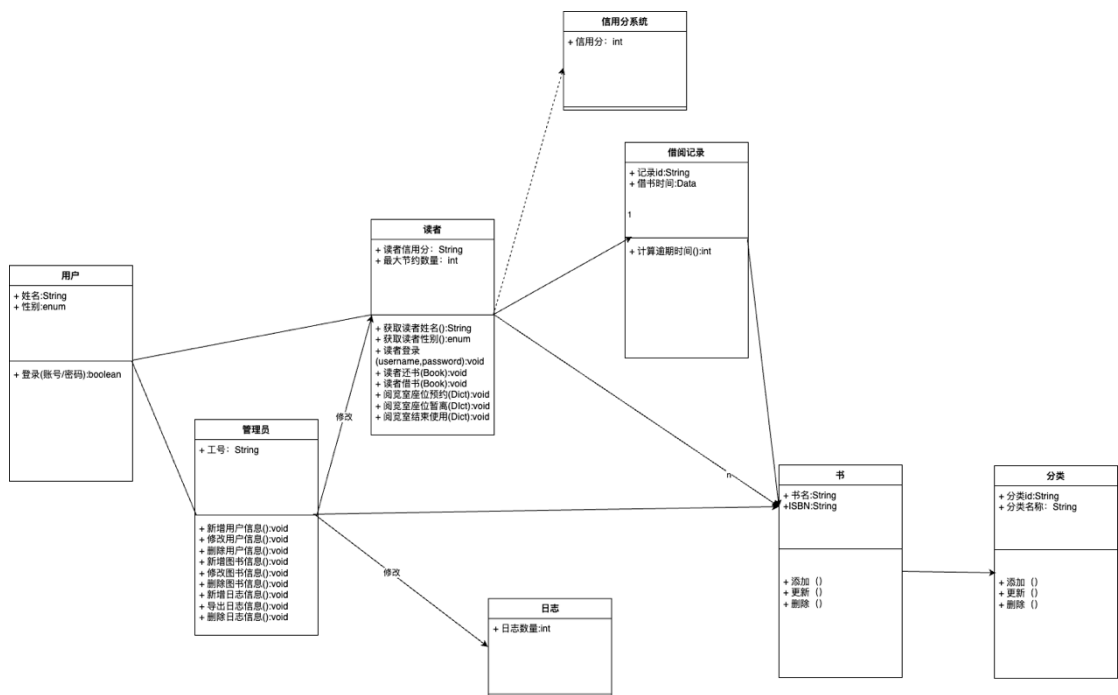 信用分系统
+ 信用分：int
借阅记录
+ 记录id:String
+ 借书时间:Data
1
+ 计算逾期时间():int
读者
+ 读者信用分：String
+ 最大节约数量：int
+ 获取读者姓名():String
+ 获取读者性别():enum
+ 读者登录
(username,password):void
+ 读者还书(Book):void
+ 读者借书(Book):void
+ 阅览室座位预约(Dict):void
+ 阅览室座位暂离(DIct):void
+ 阅览室结束使用(Dict):void
用户
+ 姓名:String
+ 性别:enum
+ 登录(账号/密码):boolean
修改
管理员
+ 工号：String
+ 新增用户信息():void
+ 修改用户信息():void
+ 删除用户信息():void
+ 新增图书信息():void
+ 修改图书信息():void
+ 删除图书信息():void
+ 新增日志信息():void
+ 导出日志信息():void
+ 删除日志信息():void
n
书
+ 书名:String
+ISBN:String
+ 添加（）
+ 更新（）
+ 删除（）
分类
+ 分类id:String
+ 分类名称：String
+ 添加（）
+ 更新（）
+ 删除（）
修改
日志
+ 日志数量:int